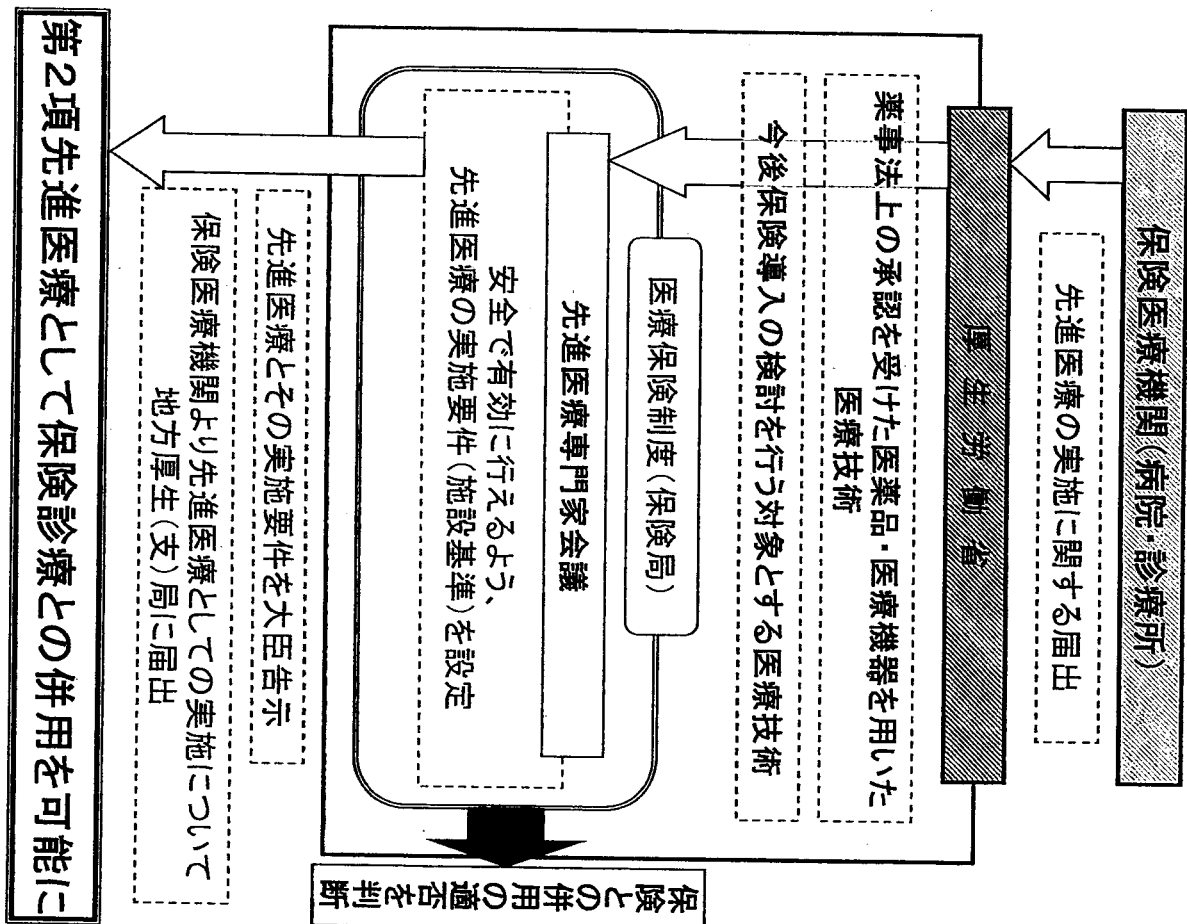 保険医療機関(病院・診療所)
先進医療の実施に関する届出
厚生労働省
薬事法上の承認を受けた医薬品・医療機器を用いた
医療技術
今後保険導入の検討を行う対象とする医療技術
医療保険制度(保険局)
先進医療専門家会議
安全で有効に行えるよう、
先進医療の実施要件(施設基準)を設定
保険との併用の適否を判断
先進医療とその実施要件を大臣告示
保険医療機関より先進医療としての実施について
地方厚生(支)局に届出
第2項先進医療として保険診療との併用を可能に